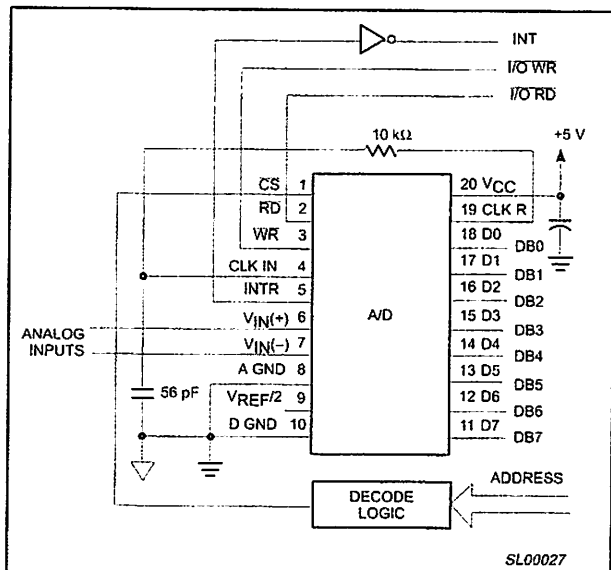 INT
I/O WR
I/O RD
10 kΩ
+5 V
CS 1
RD 2
WR 3
CLK IN 4
INTR 5
VIN(+) 6
VIN(–) 7
A GND 8
VREF/2 9
D GND 10
ANALOG
INPUTS
56 pF
A/D
20 VCC
19 CLK R
18 D0
DB0
17 D1
DB1
16 D2
DB2
15 D3
DB3
14 D4
DB4
13 D5
DB5
12 D6
DB6
11 D7
DB7
ADDRESS
DECODE
LOGIC
SL00027